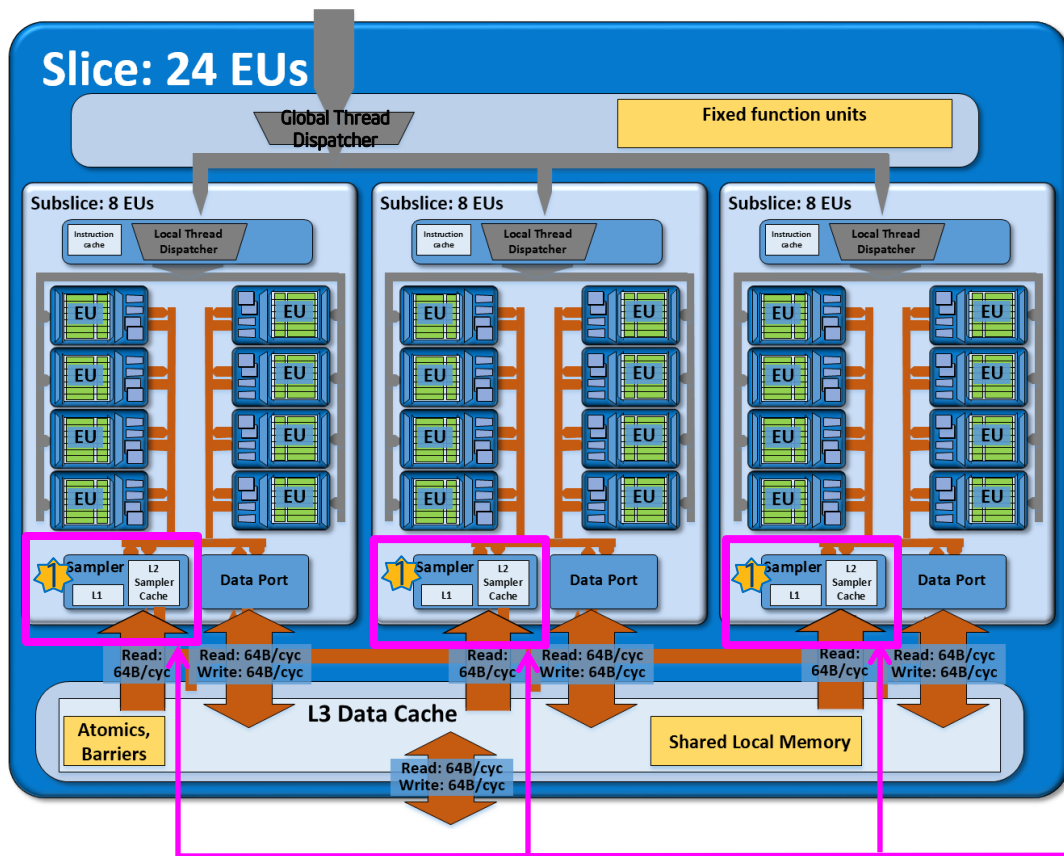 Slice: 24 EUs
Global Thread
Dispatcher
Fixed function units
Subslice: 8 EUs
Instruction
cache
Local Thread
Dispatcher
EU
EU
EU
EU
EU
EU
EU
EU
1
Sampler
L1
L2
Sampler
Cache
Data Port
Subslice: 8 EUs
Instruction
cache
Local Thread
Dispatcher
EU
EU
EU
EU
EU
EU
EU
EU
1
Sampler
L1
L2
Sampler
Cache
Data Port
Subslice: 8 EUs
Instruction
cache
Local Thread
Dispatcher
EU
EU
EU
EU
EU
EU
EU
EU
1
Sampler
L1
L2
Sampler
Cache
Data Port
Read:
64B/cyc
Read: 64B/cyc
Write: 64B/cyc
Read:
64B/cyc
Read: 64B/cyc
Write: 64B/cyc
Read:
64B/cyc
Read: 64B/cyc
Write: 64B/cyc
L3 Data Cache
Atomics,
Barriers
Shared Local Memory
Read: 64B/cyc
Write: 64B/cyc